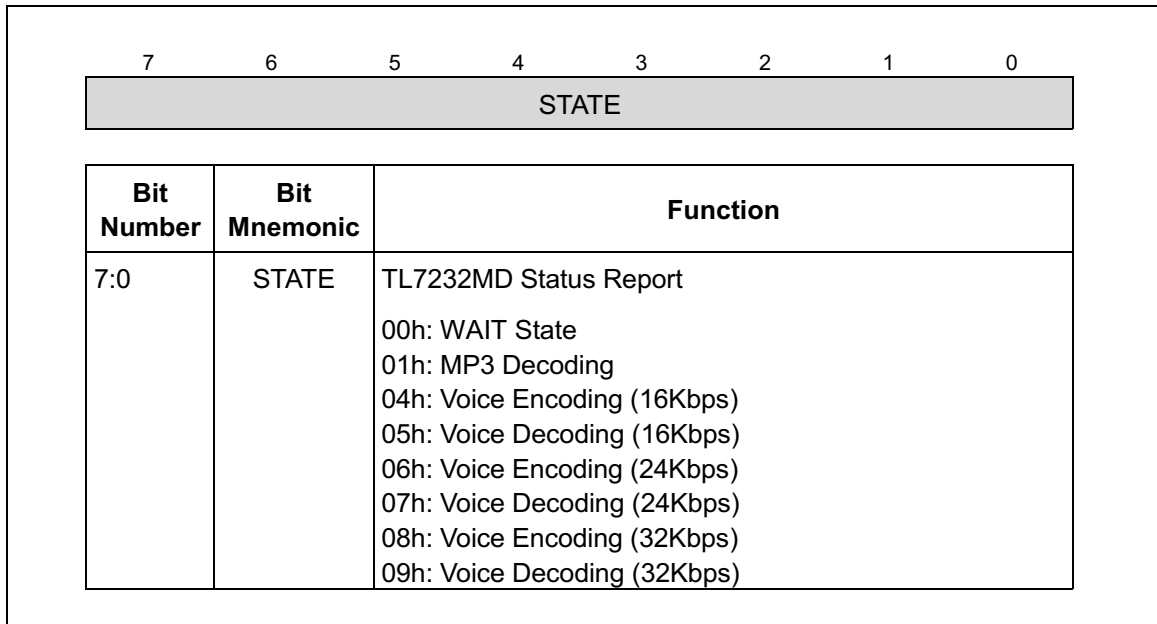 7 6 5 4 3 2 1 0
STATE
Bit Number Bit Mnemonic Function
7:0 STATE TL7232MD Status Report
00h: WAIT State
01h: MP3 Decoding
04h: Voice Encoding (16Kbps)
05h: Voice Decoding (16Kbps)
06h: Voice Encoding (24Kbps)
07h: Voice Decoding (24Kbps)
08h: Voice Encoding (32Kbps)
09h: Voice Decoding (32Kbps)